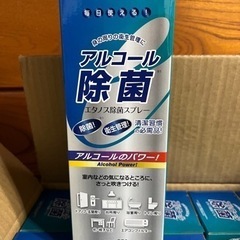 毎日使える!
身の周りの衛生管理に
アルコール
除菌
エタノス除菌スプレー
除菌!
衛生管理!
清潔習慣
で必需品!
アルコールのパワー!
Alcohol Power!
室内などの気になるところに、
さっと吹きつける!